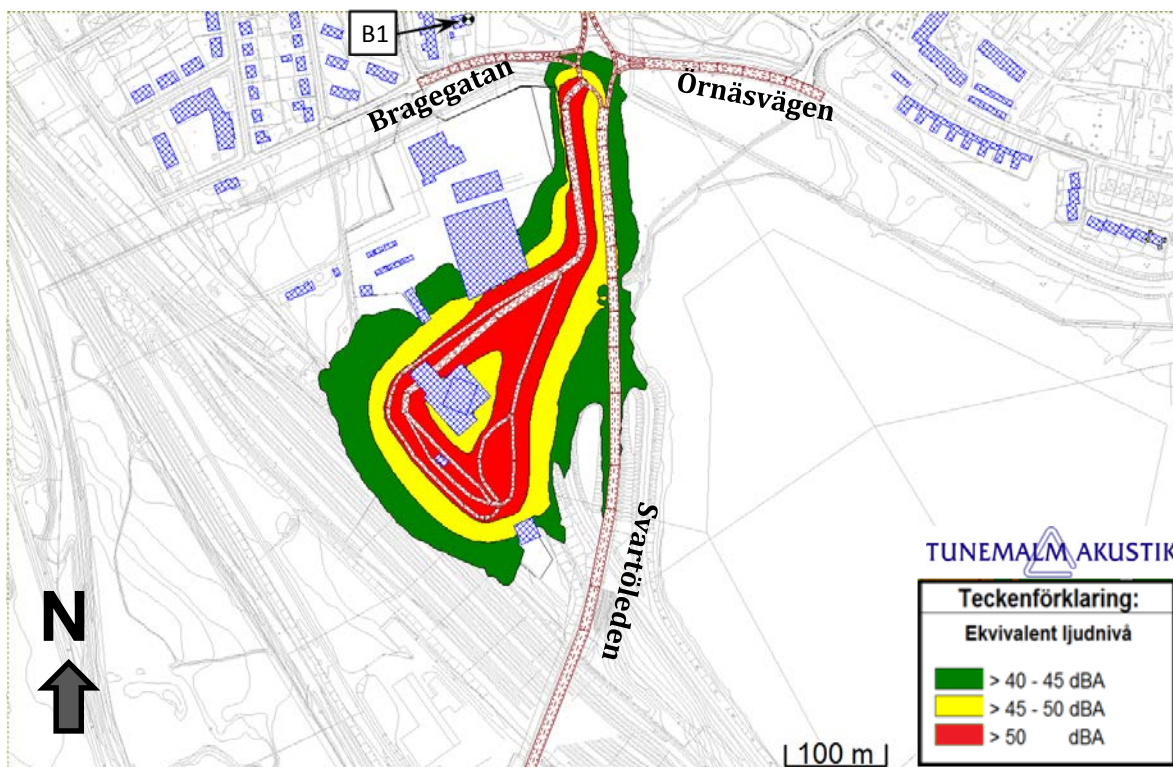 B1
Bragegatan
Örnäsvägen
Svartöleden
N
TUNEMALM AKUSTIK
Teckenförklaring:
Ekvivalent ljudnivå
> 40 - 45 dBA
> 45 - 50 dBA
> 50 dBA
100 m